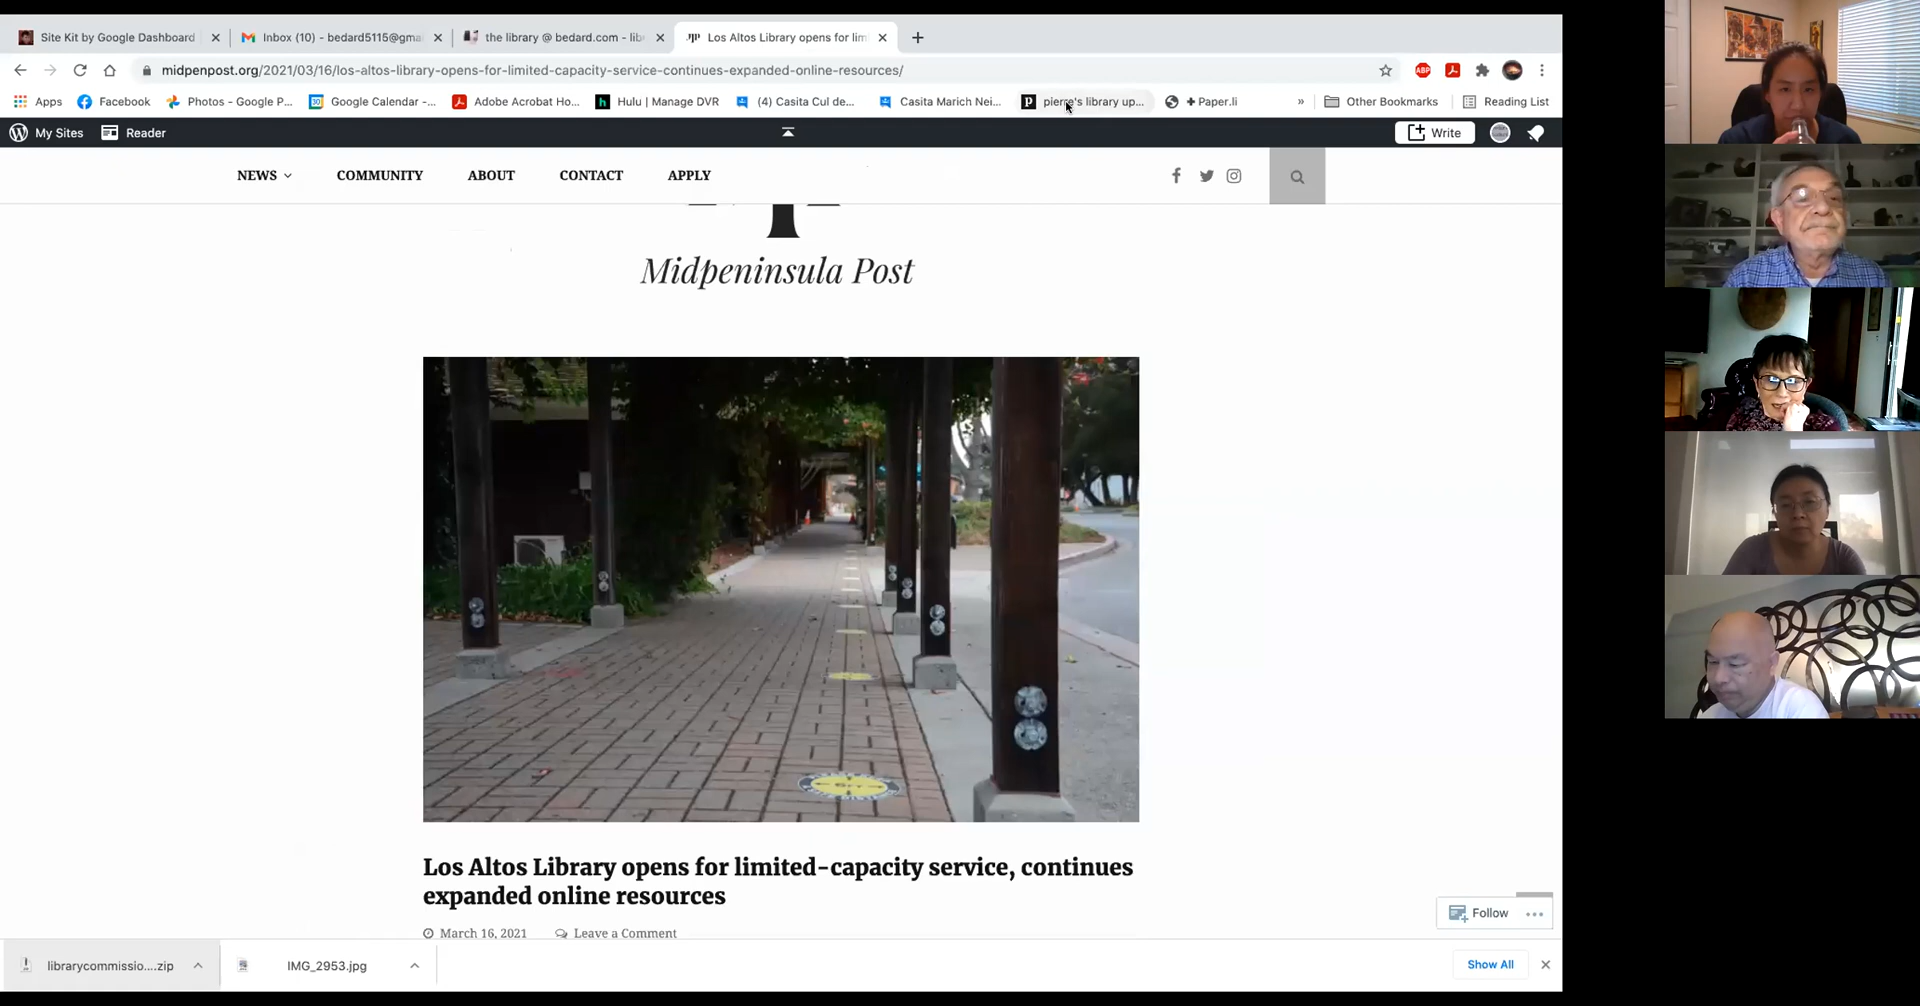 Site Kit by Google Dashboard
Inbox (10) - bedard5115@gma
the library @ bedard.com - lib
Los Altos Library opens for lim
midpenpost.org/2021/03/16/los-altos-library-opens-for-limited-capacity-service-continues-expanded-online-resources/
ABP
Apps
Facebook
Photos - Google P...
Google Calendar -...
Adobe Acrobat Ho...
Hulu | Manage DVR
(4) Casita Cul de...
Casita Marich Nei...
pierre's library up...
+ Paper.li
»
Other Bookmarks
Reading List
My Sites
Reader
Write
NEWS
COMMUNITY
ABOUT
CONTACT
APPLY
Midpeninsula Post
Los Altos Library opens for limited-capacity service, continues
expanded online resources
March 16, 2021
Leave a Comment
Follow
librarycommissio....zip
IMG_2953.jpg
Show All